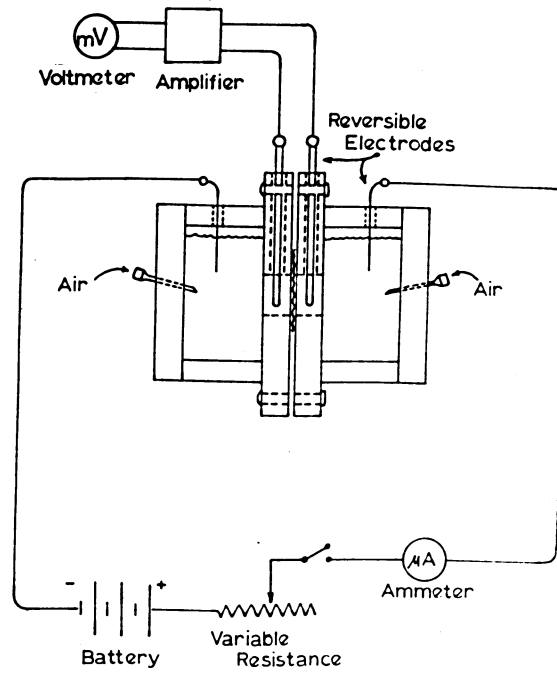 mV
Voltmeter
Amplifier
Reversible
Electrodes
Air
Air
-
+
Battery
Variable
Resistance
μA
Ammeter